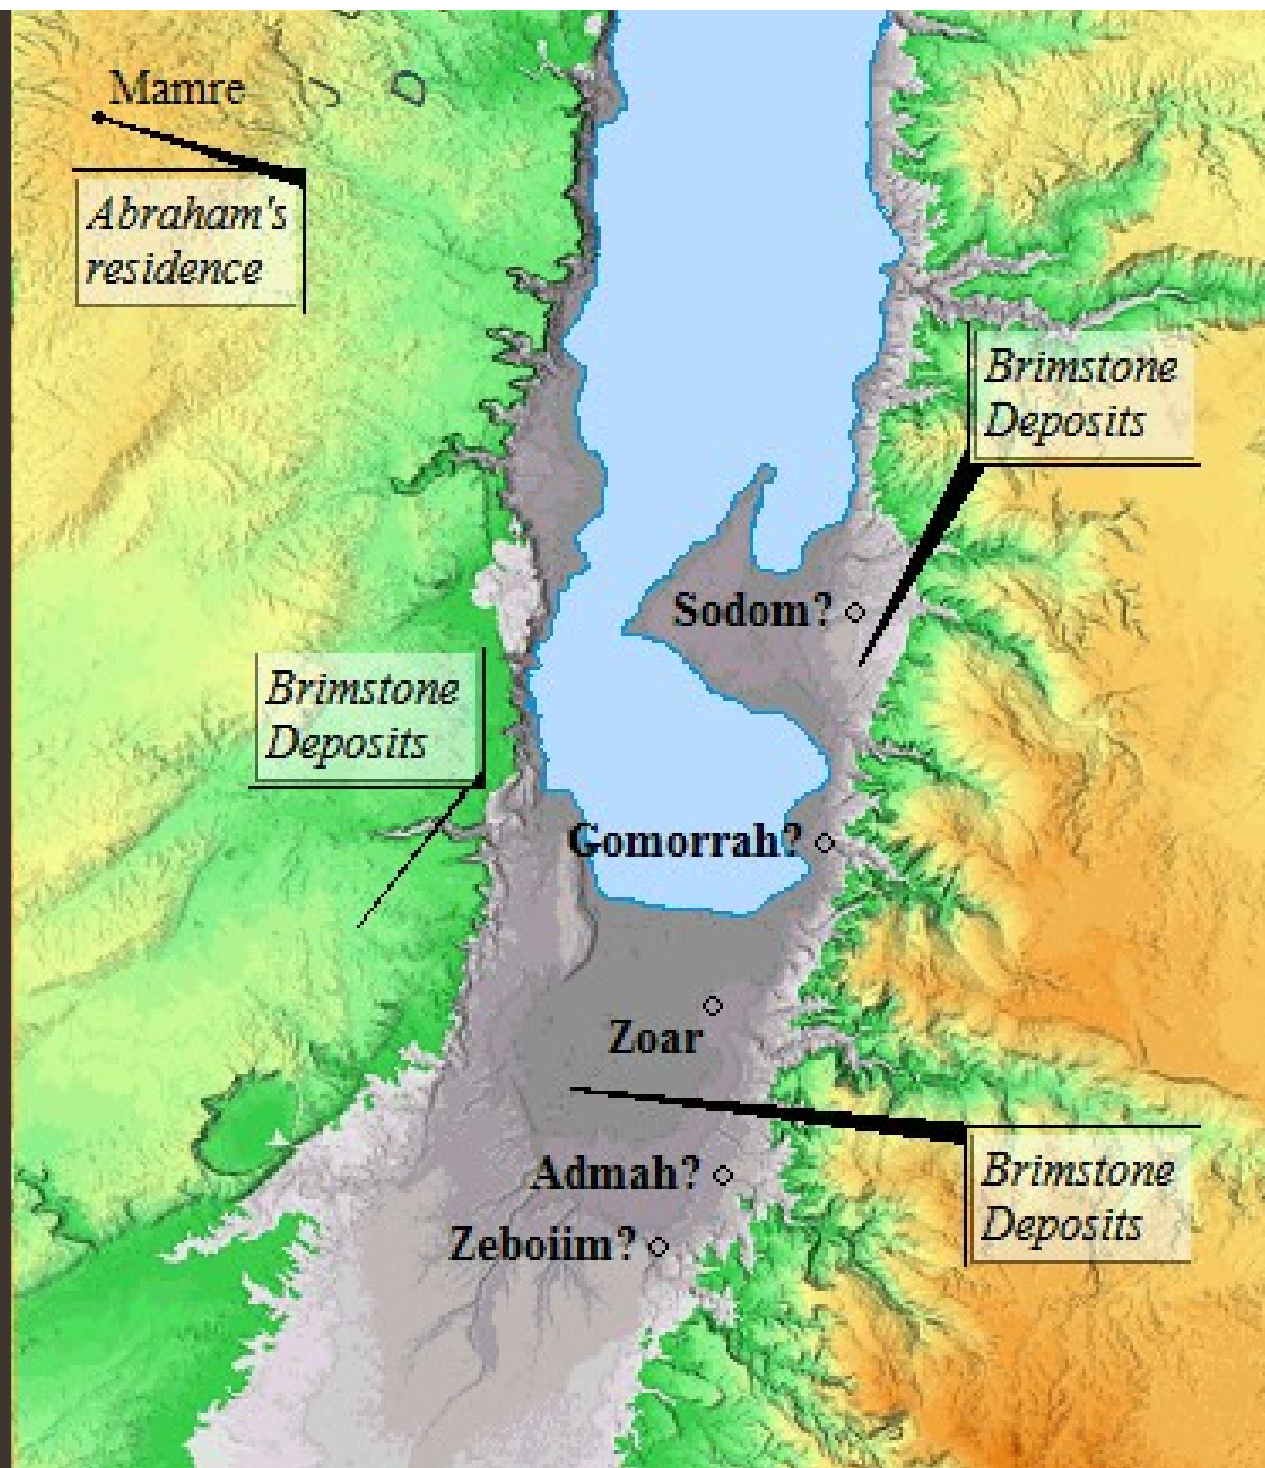 Mamre
J D
Abraham's
residence
Brimstone
Deposits
Sodom?
Brimstone
Deposits
Gomorrah?
Zoar
Admah?
Brimstone
Deposits
Zeboiim?